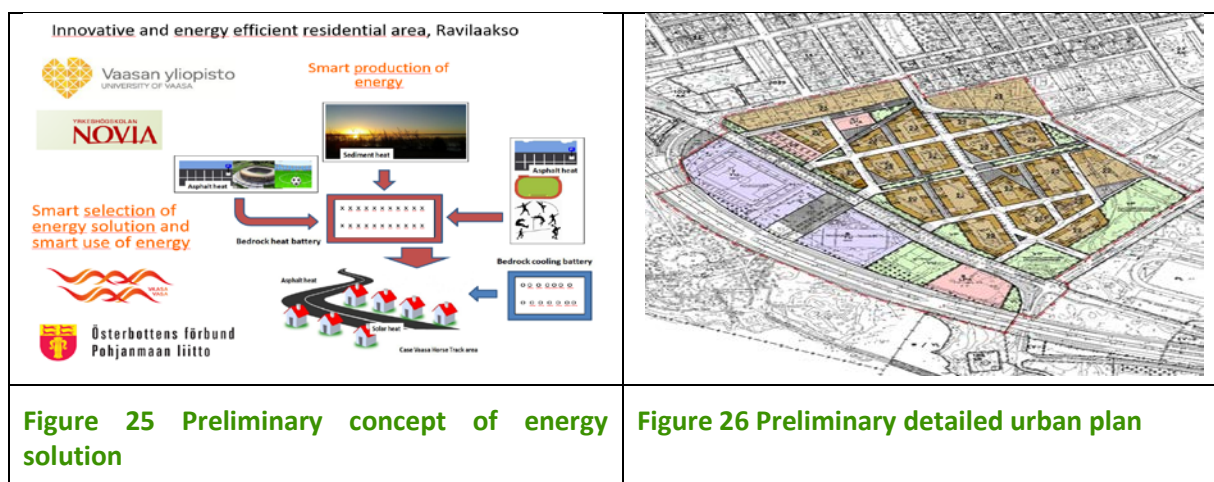 Innovative and energy efficient residential area, Ravilaakso
Vaasan yliopisto
UNIVERSITY OF VAASA
Smart production of
energy
YRKESHÖGSKOLAN
NOVIA
Sediment heat
Asphalt heat
Asphalt heat
Smart selection of
energy solution and
smart use of energy
Bedrock heat battery
Bedrock cooling battery
VAASA
VASA
Asphalt heat
Solar heat
Case Vaasa Horse Track area
Österbottens förbund
Pohjanmaan liitto
Figure 25 Preliminary concept of energy
solution
Figure 26 Preliminary detailed urban plan